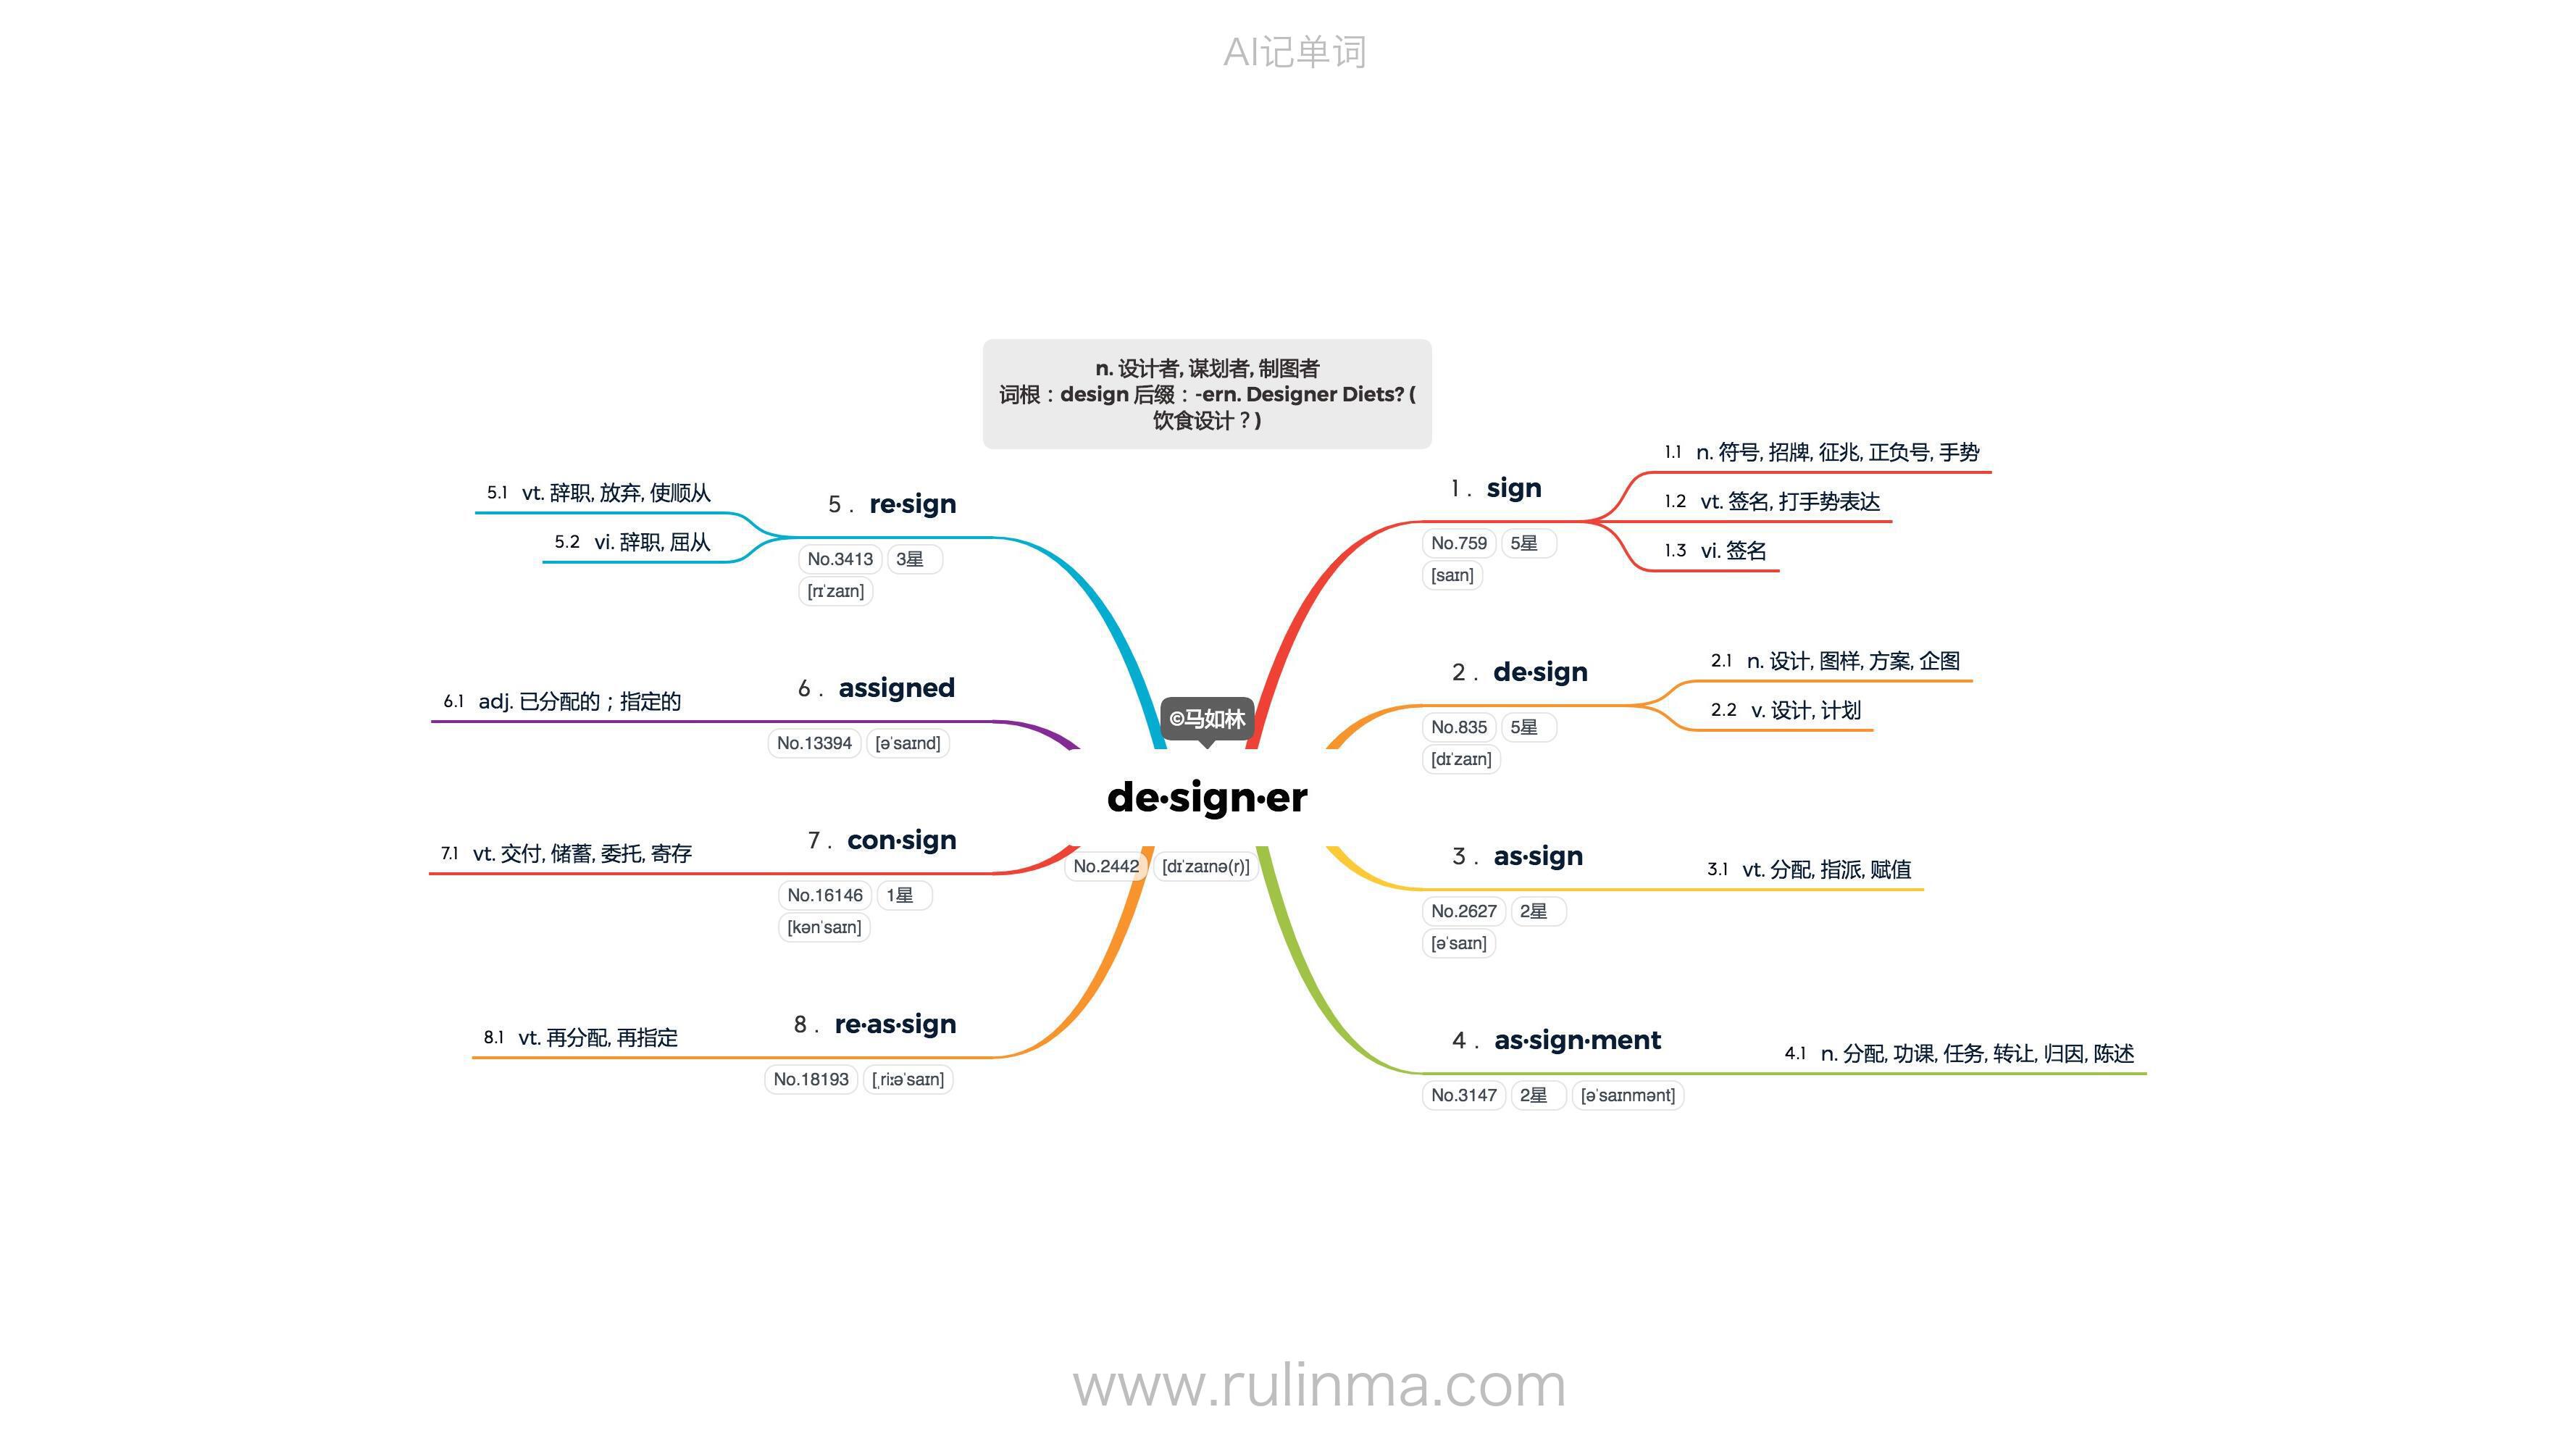 AI记单词
n. 设计者, 谋划者, 制图者
词根：design 后缀：-ern. Designer Diets? (
饮食设计？)
©马如林
de·sign·er
No.2442 [dɪˈzaɪnə(r)]
1. sign
No.759 5星
[saɪn]
1.1 n. 符号, 招牌, 征兆, 正负号, 手势
1.2 vt. 签名, 打手势表达
1.3 vi. 签名
2. de·sign
No.835 5星
[dɪˈzaɪn]
2.1 n. 设计, 图样, 方案, 企图
2.2 v. 设计, 计划
3. as·sign
No.2627 2星
[əˈsaɪn]
3.1 vt. 分配, 指派, 赋值
4. as·sign·ment
No.3147 2星 [əˈsaɪnmənt]
4.1 n. 分配, 功课, 任务, 转让, 归因, 陈述
5. re·sign
No.3413 3星
[rɪˈzaɪn]
5.1 vt. 辞职, 放弃, 使顺从
5.2 vi. 辞职, 屈从
6. assigned
No.13394 [əˈsaɪnd]
6.1 adj. 已分配的；指定的
7. con·sign
No.16146 1星
[kənˈsaɪn]
7.1 vt. 交付, 储蓄, 委托, 寄存
8. re·as·sign
No.18193 [ˌriːəˈsaɪn]
8.1 vt. 再分配, 再指定
www.rulinma.com